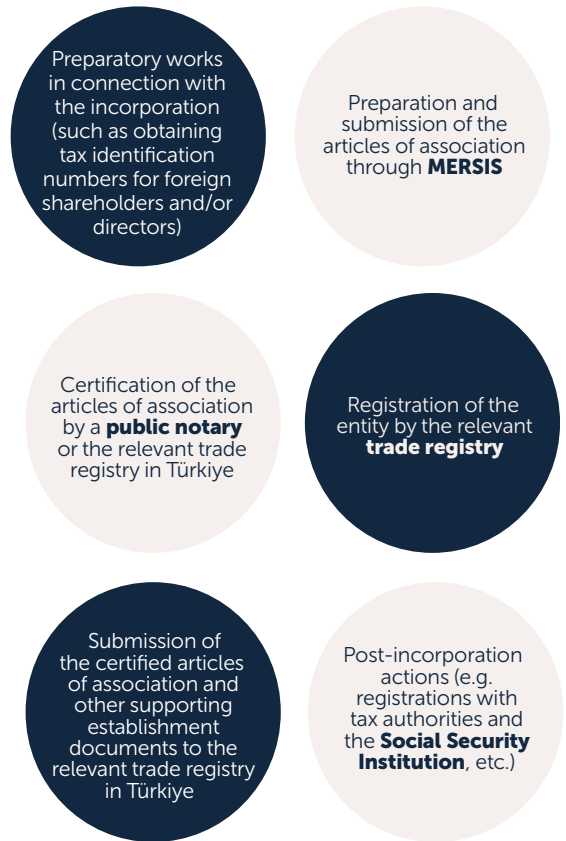 Preparatory works
in connection with
the incorporation
(such as obtaining
tax identification
numbers for foreign
shareholders and/or
directors)
Preparation and
submission of the
articles of association
through MERSIS
Certification of the
articles of association
by a public notary
or the relevant trade
registry in Türkiye
Registration of the
entity by the relevant
trade registry
Submission of
the certified articles
of association and
other supporting
establishment
documents to the
relevant trade registry
in Türkiye
Post-incorporation
actions (e.g.
registrations with
tax authorities and
the Social Security
Institution, etc.)